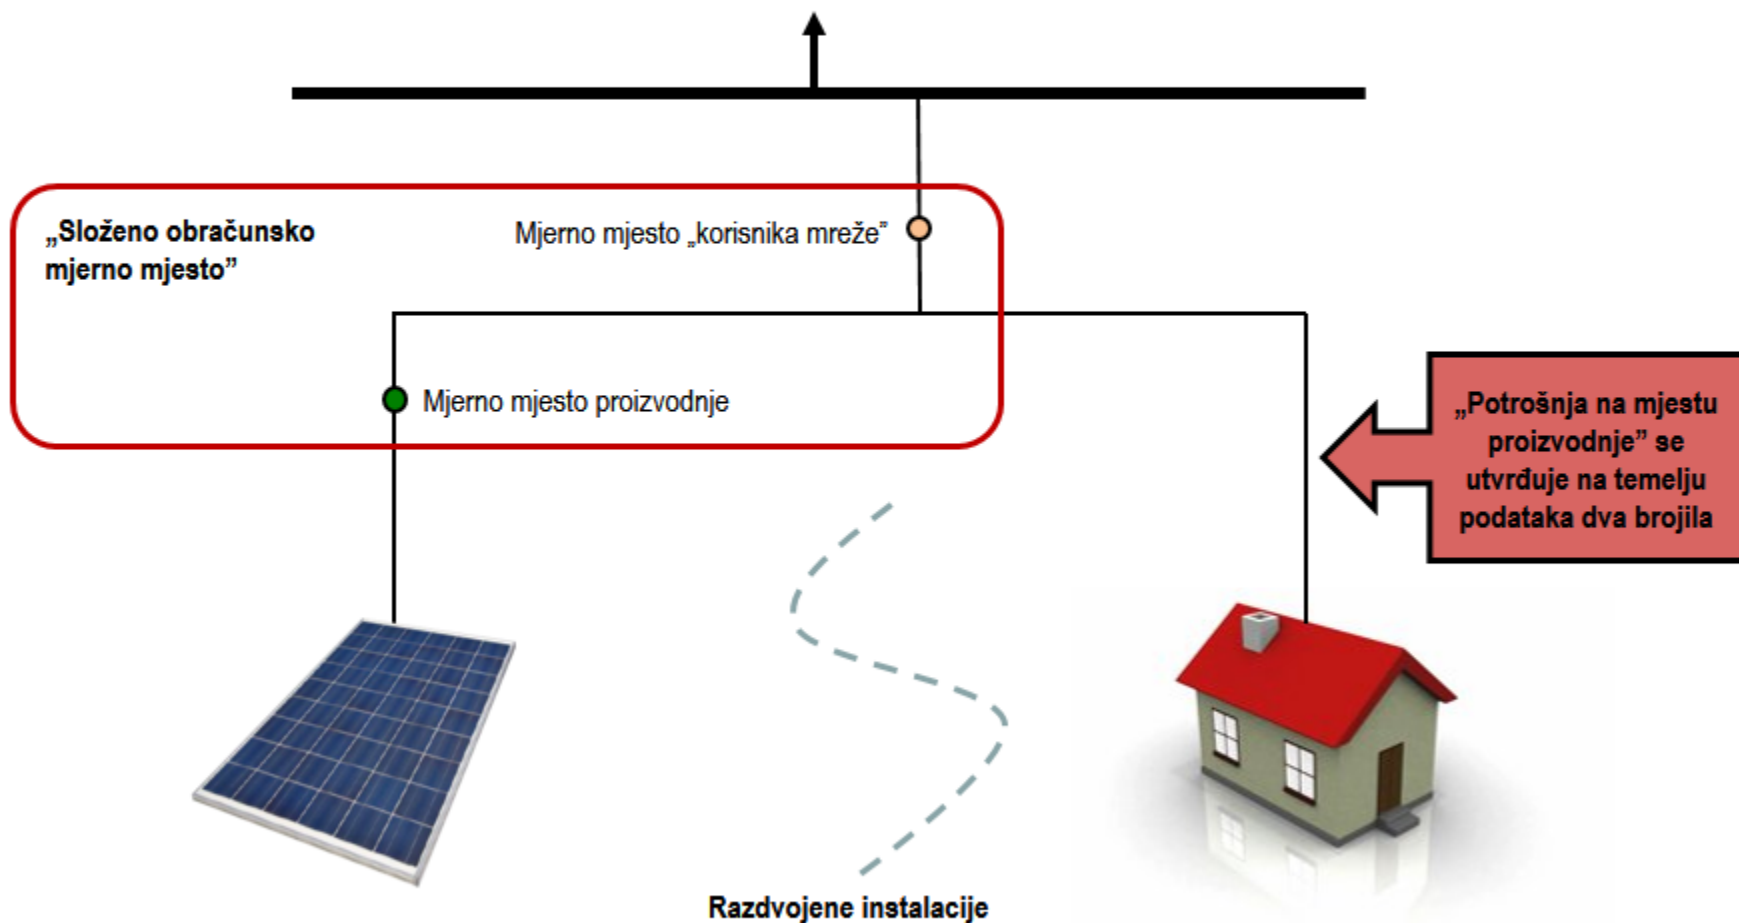 „Složeno obračunsko
mjerno mjesto”
Mjerno mjesto „korisnika mreže”
Mjerno mjesto proizvodnje
„Potrošnja na mjestu
proizvodnje” se
utvrđuje na temelju
podataka dva brojila
Razdvojene instalacije